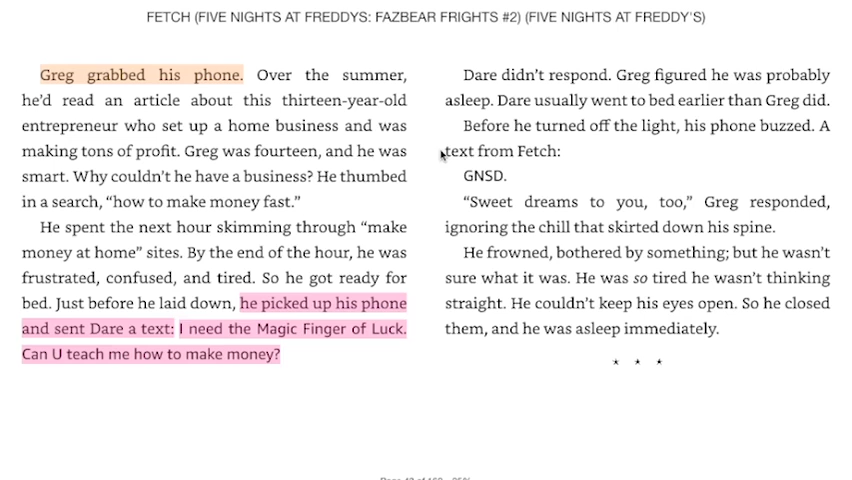 FETCH (FIVE NIGHTS AT FREDDYS: FAZBEAR FRIGHTS #2) (FIVE NIGHTS AT FREDDY'S)
Greg grabbed his phone. Over the summer,
he’d read an article about this thirteen-year-old
entrepreneur who set up a home business and was
making tons of profit. Greg was fourteen, and he was
smart. Why couldn’t he have a business? He thumbed
in a search, “how to make money fast.”
He spent the next hour skimming through “make
money at home” sites. By the end of the hour, he was
frustrated, confused, and tired. So he got ready for
bed. Just before he laid down, he picked up his phone
and sent Dare a text: I need the Magic Finger of Luck.
Can U teach me how to make money?
Dare didn’t respond. Greg figured he was probably
asleep. Dare usually went to bed earlier than Greg did.
Before he turned off the light, his phone buzzed. A
text from Fetch:
GNSD.
“Sweet dreams to you, too,” Greg responded,
ignoring the chill that skirted down his spine.
He frowned, bothered by something; but he wasn’t
sure what it was. He was so tired he wasn’t thinking
straight. He couldn’t keep his eyes open. So he closed
them, and he was asleep immediately.
* * *